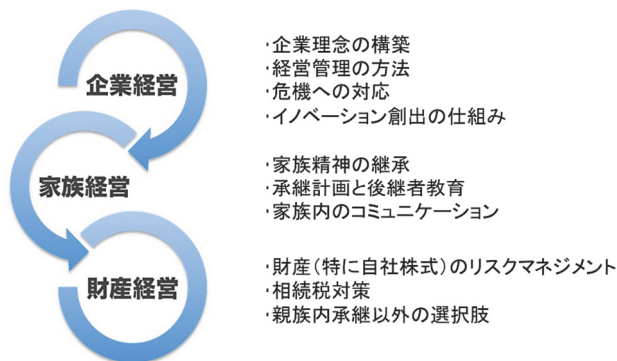 企業経営
・企業理念の構築
・経営管理の方法
・危機への対応
・イノベーション創出の仕組み
家族経営
・家族精神の継承
・承継計画と後継者教育
・家族内のコミュニケーション
財産経営
・財産（特に自社株式）のリスクマネジメント
・相続税対策
・親族内承継以外の選択肢